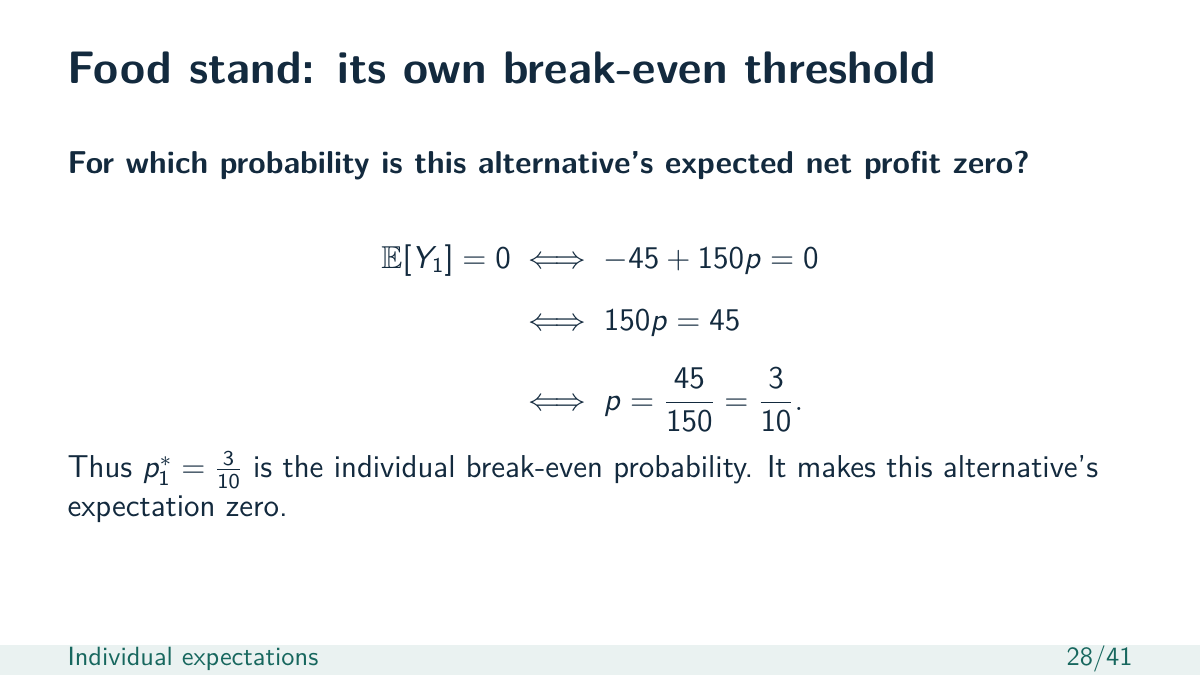 Food stand: its own break-even threshold
For which probability is this alternative's expected net profit zero?
𝔼[Y₁] = 0 ⟺ −45 + 150p = 0
⟺ 150p = 45
⟺ p = 45/150 = 3/10.
Thus p₁* = 3/10 is the individual break-even probability. It makes this alternative's
expectation zero.
Individual expectations 28/41